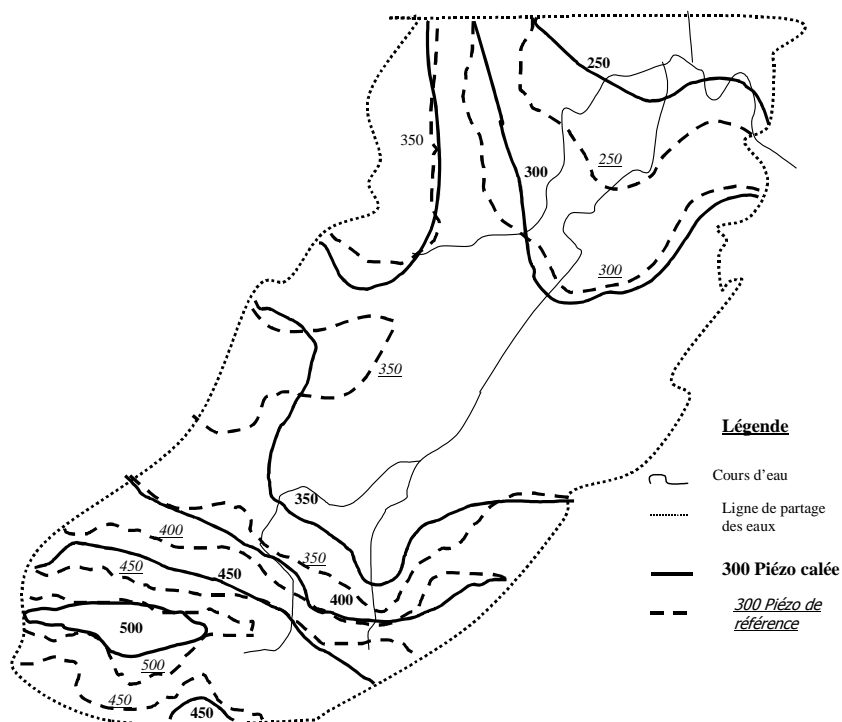 250
350
250
300
300
350
Légende
Cours d'eau
350
Ligne de partage
des eaux
400
350
450
450
300 Piézo calée
400
300 Piézo de
référence
500
500
450
450